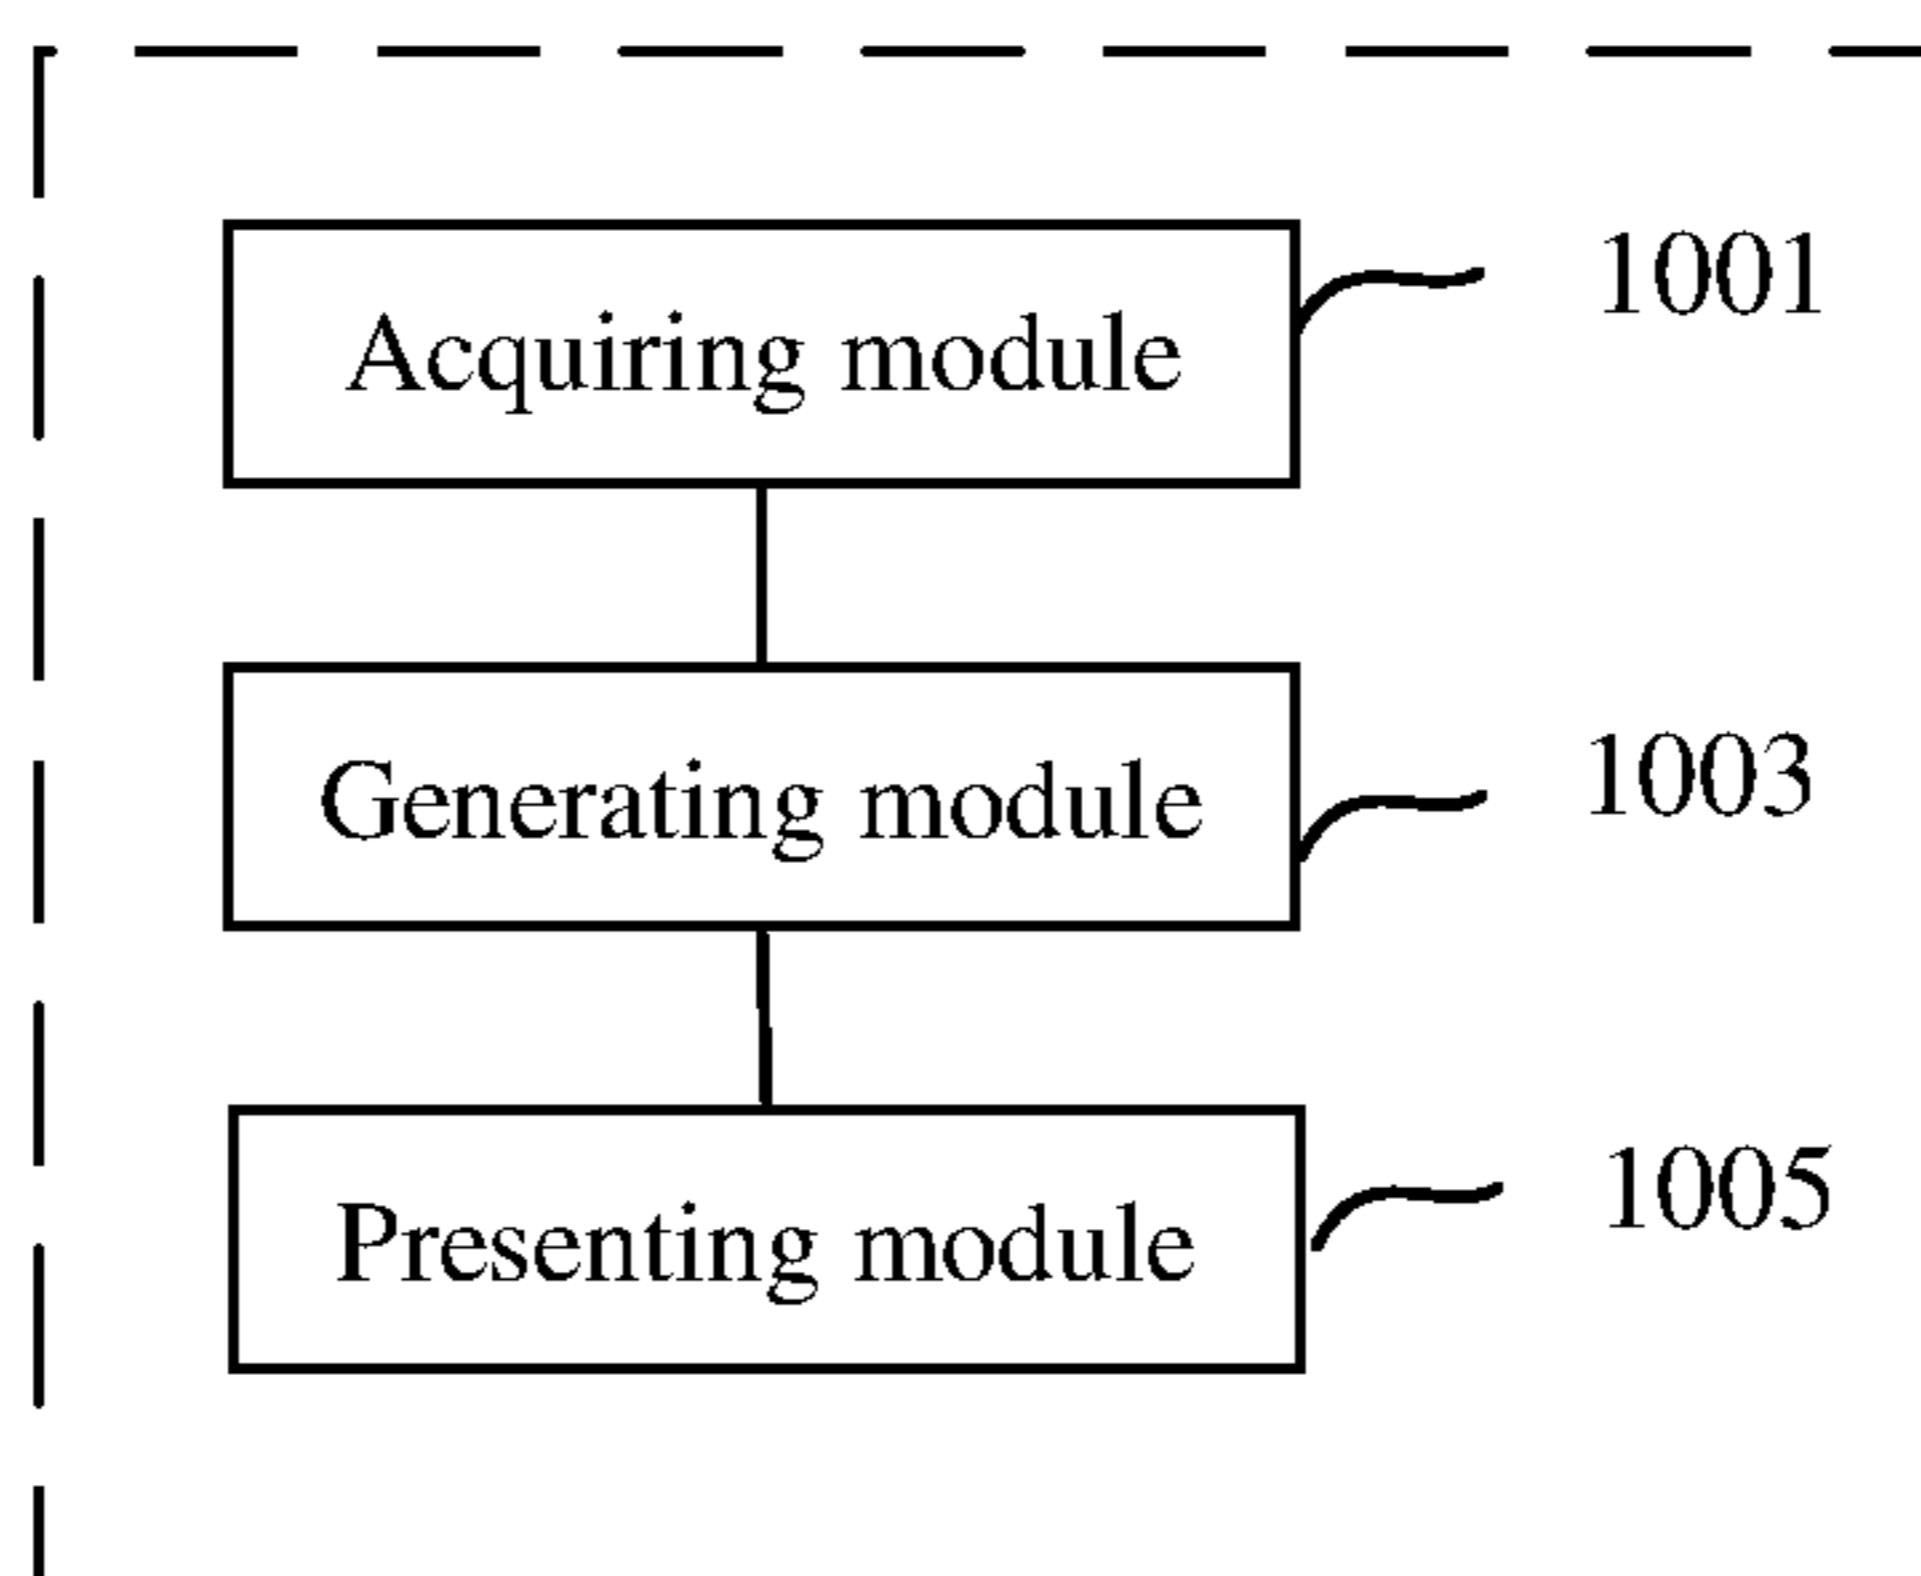 Acquiring module 1001
Generating module 1003
Presenting module 1005